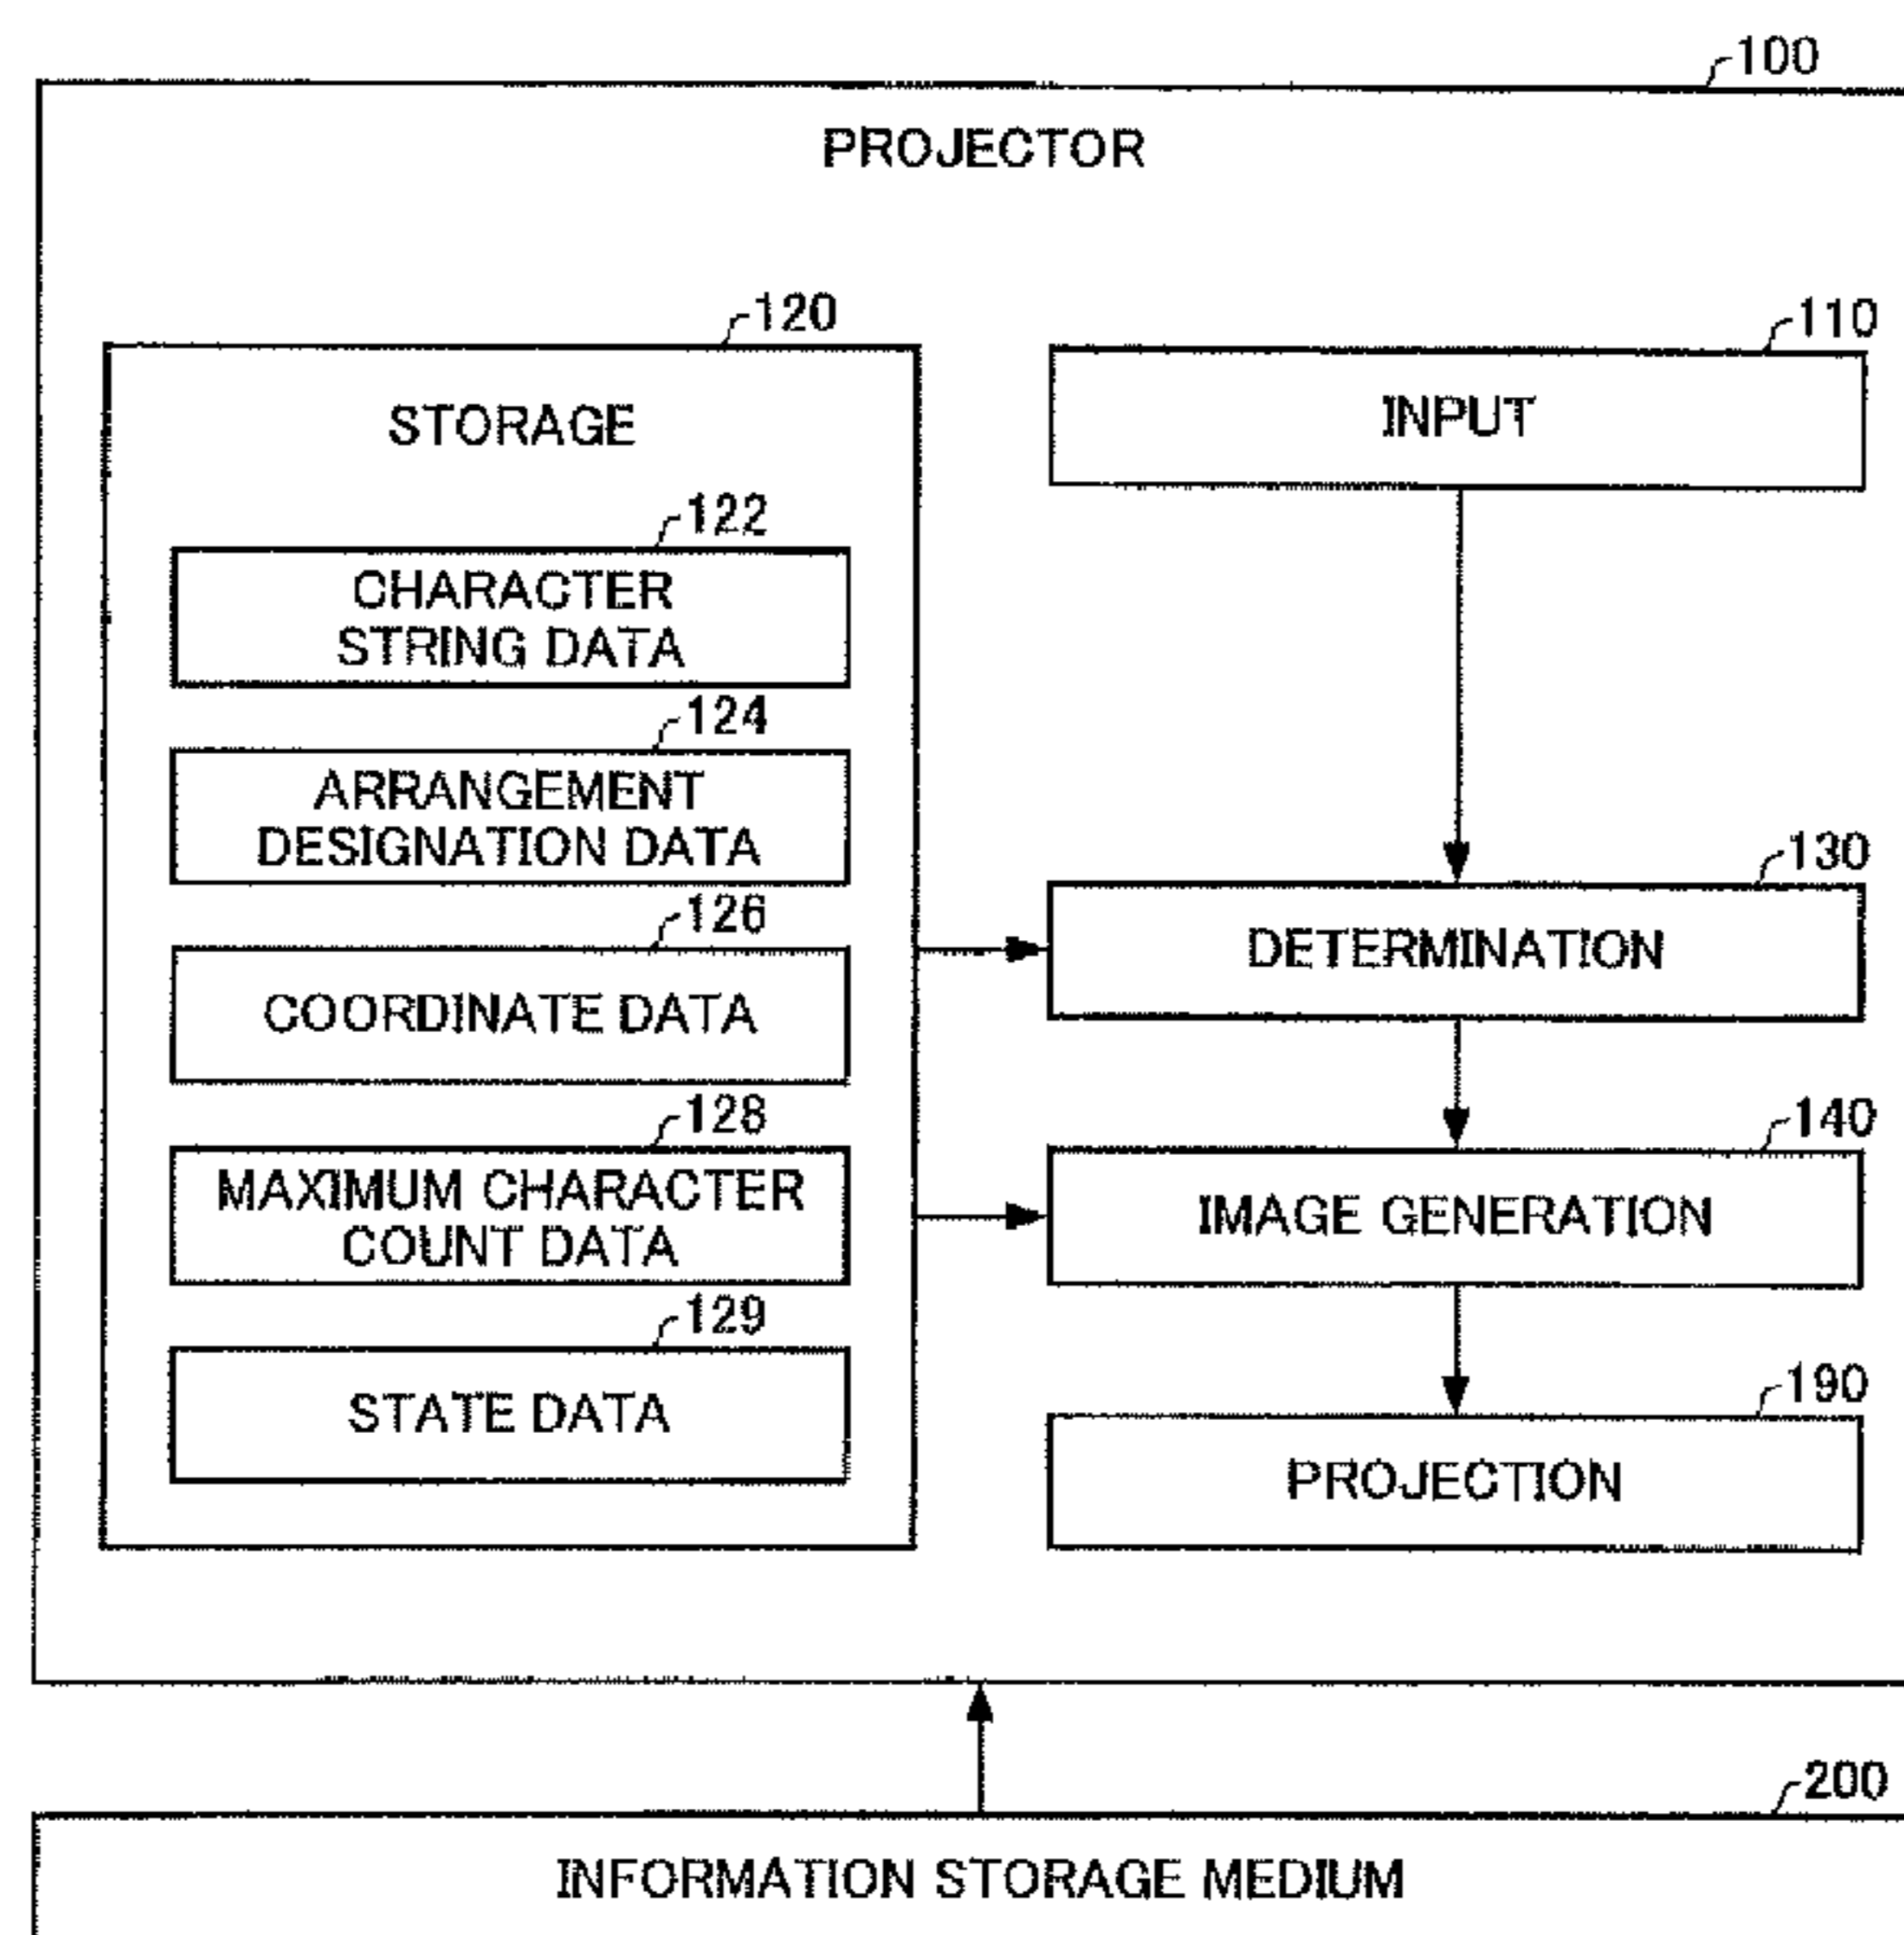 100
PROJECTOR
120
STORAGE
122
CHARACTER
STRING DATA
124
ARRANGEMENT
DESIGNATION DATA
126
COORDINATE DATA
128
MAXIMUM CHARACTER
COUNT DATA
129
STATE DATA
110
INPUT
130
DETERMINATION
140
IMAGE GENERATION
190
PROJECTION
200
INFORMATION STORAGE MEDIUM